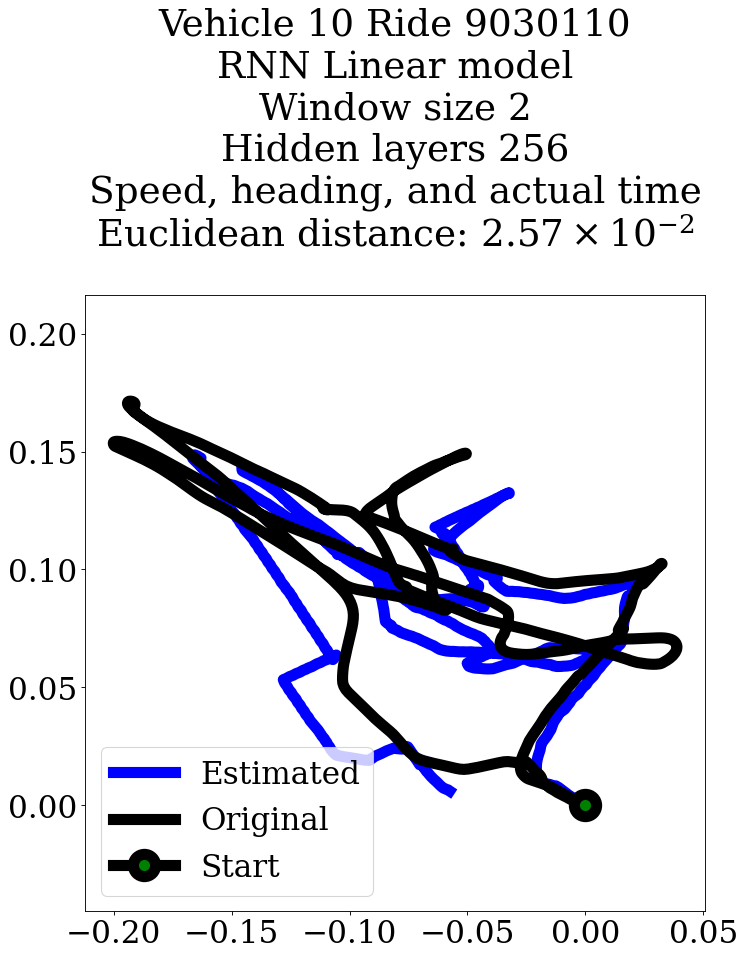 Vehicle 10 Ride 9030110
RNN Linear model
Window size 2
Hidden layers 256
Speed, heading, and actual time
Euclidean distance: 2.57 × 10⁻²
0.20
0.15
0.10
0.05
0.00
Estimated
Original
Start
−0.20 −0.15 −0.10 −0.05 0.00 0.05